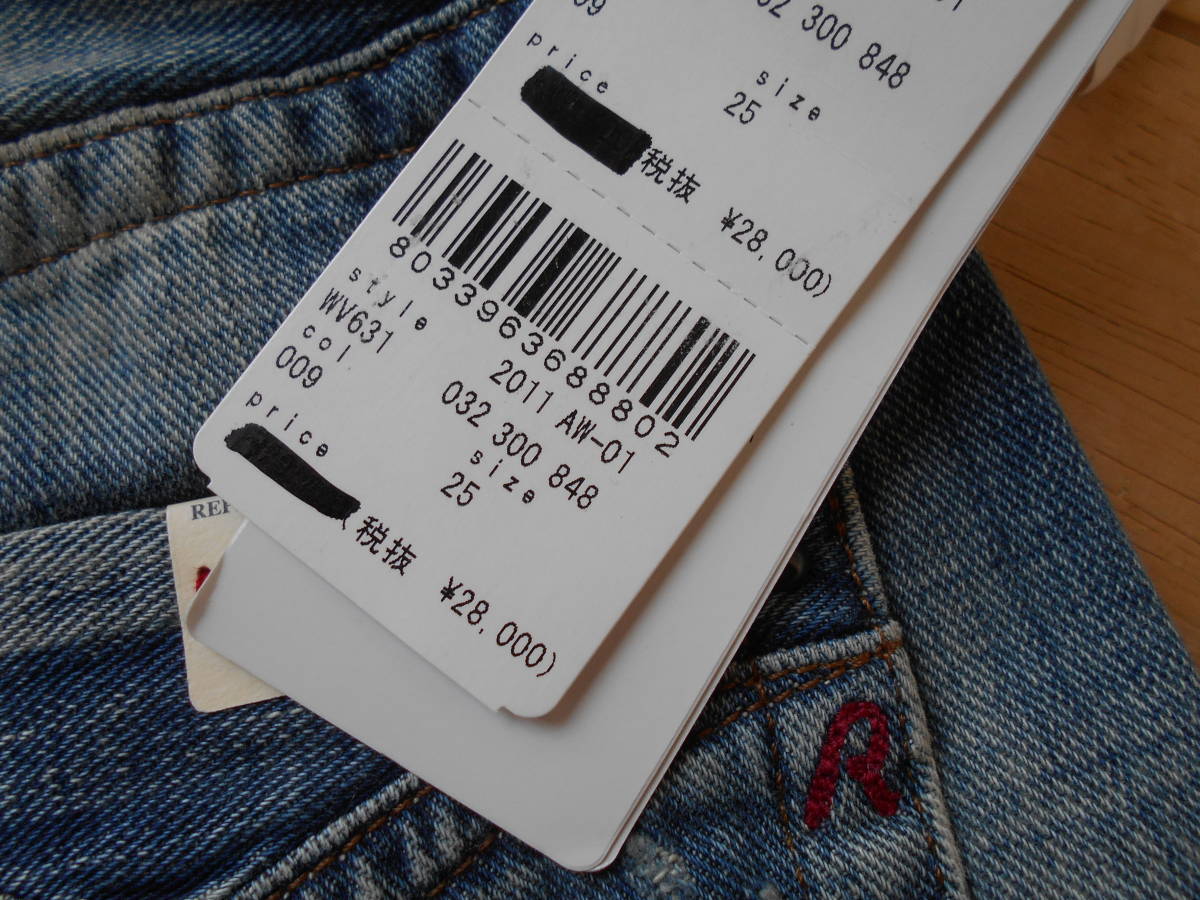 032 300 848
price size
25
税抜 ¥28,000)
8033963688802
style 2011 AW-01
WV631
col 032 300 848
009 size
price 25
(税抜 ¥28,000)
R